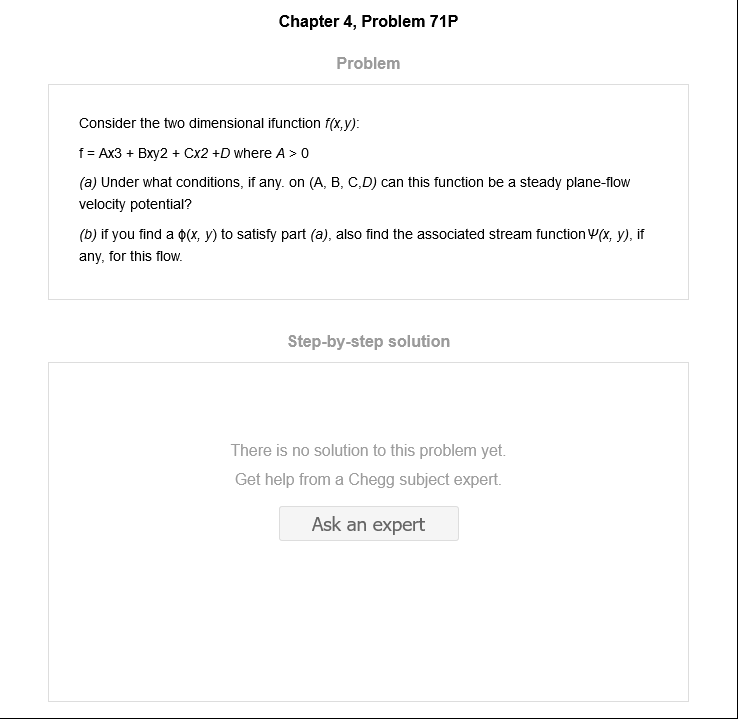 Chapter 4, Problem 71P
Problem
Consider the two dimensional ifunction f(x,y):
f = Ax3 + Bxy2 + Cx2 +D where A > 0
(a) Under what conditions, if any. on (A, B, C,D) can this function be a steady plane-flow
velocity potential?
(b) if you find a ϕ(x, y) to satisfy part (a), also find the associated stream function Ψ(x, y), if
any, for this flow.
Step-by-step solution
There is no solution to this problem yet.
Get help from a Chegg subject expert.
Ask an expert